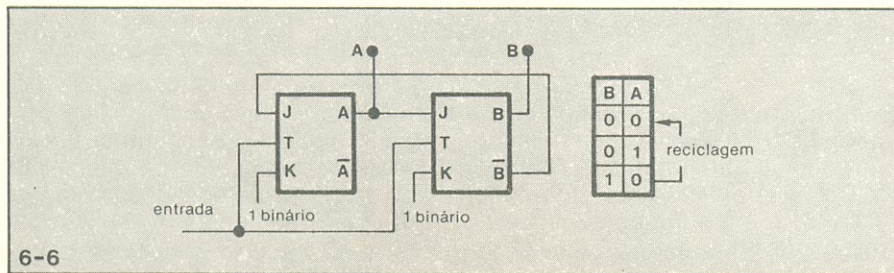 A B
J A J B
B A
0 0
T T
0 1
reciclagem
K A̅ K B̅
1 0
entrada
1 binário 1 binário
6-6